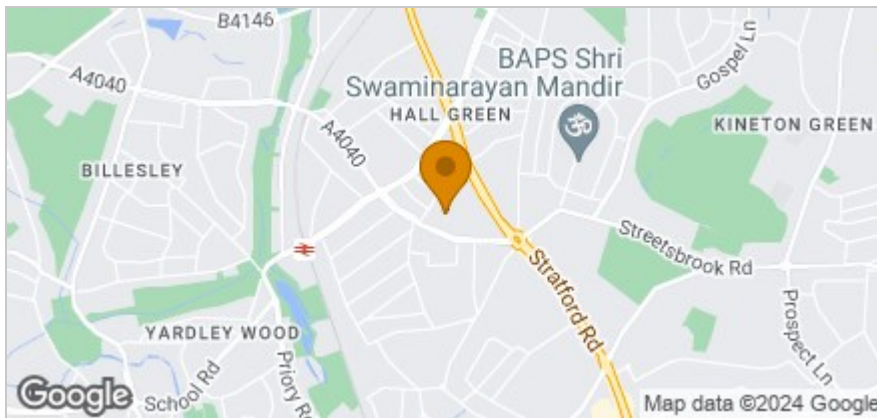 B4146
A4040
BAPS Shri
Swaminarayan Mandir
Gospel Ln
HALL GREEN
A4040
KINETON GREEN
BILLESLEY
Streetsbrook Rd
Stratford Rd
YARDLEY WOOD
School Rd
Priory Rd
Prospect Ln
Google
Map data ©2024 Google